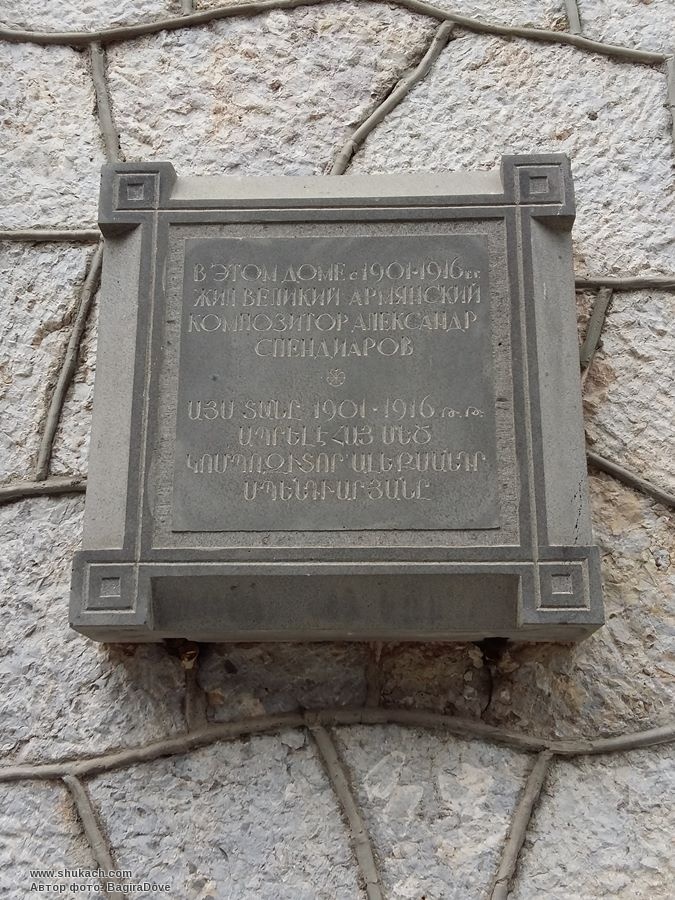 В ЭТОМ ДОМЕ с 1901-1916 г.г.
ЖИЛ ВЕЛИКИЙ АРМЯНСКИЙ
КОМПОЗИТОР АЛЕКСАНДР
СПЕНДИАРОВ
ԱՅՍ ՏԱՆԸ 1901-1916 թ.թ.
ԱՊՐԵԼ Է ՀԱՅ ՄԵԾ
ԿՈՄՊՈԶԻՏՈՐ ԱԼԵՔՍԱՆԴՐ
ՍՊԵՆԴԻԱՐՅԱՆԸ
www.shukach.com
Автор фото: BagiraDove